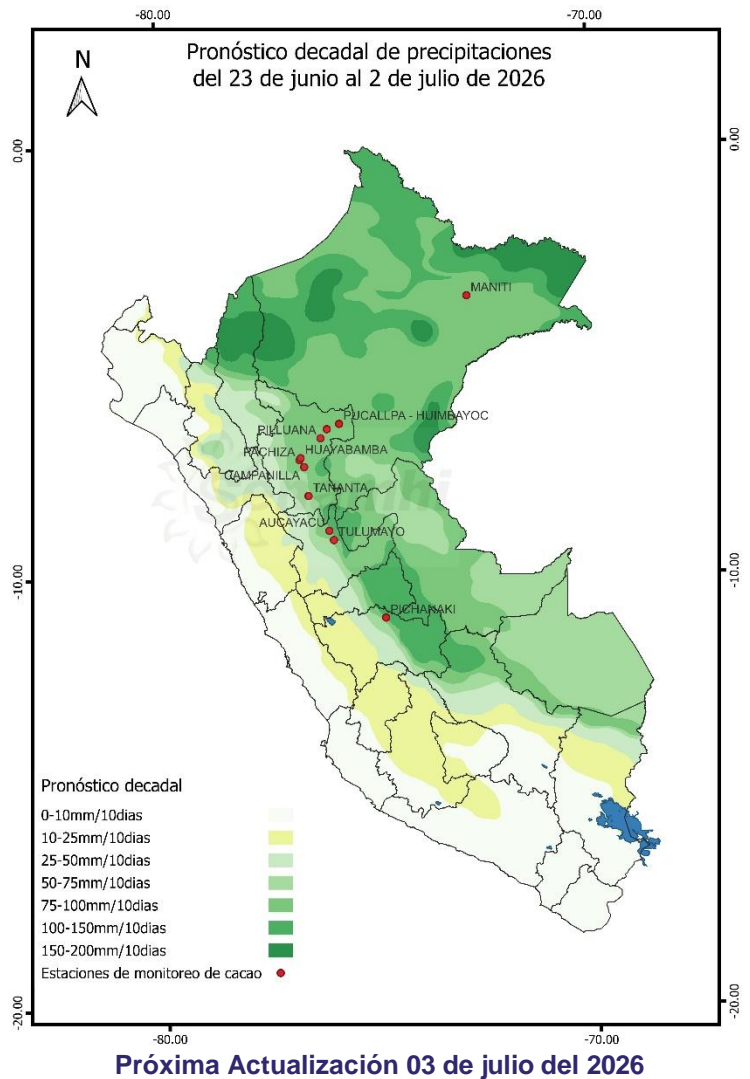 -80.00
-70.00
Pronóstico decadal de precipitaciones
del 23 de junio al 2 de julio de 2026
N
0.00
0.00
MANITI
PUCALLPA - HUIMBAYOC
PILLUANA
PACHIZA
HUAYABAMBA
CAMPANILLA
TANANTA
AUCAYACU
TULUMAYO
-10.00
-10.00
PICHANAKI
Pronóstico decadal
0-10mm/10dias
10-25mm/10dias
25-50mm/10dias
50-75mm/10dias
75-100mm/10dias
100-150mm/10dias
150-200mm/10dias
Estaciones de monitoreo de cacao
-20.00
-20.00
-80.00
-70.00
Próxima Actualización 03 de julio del 2026